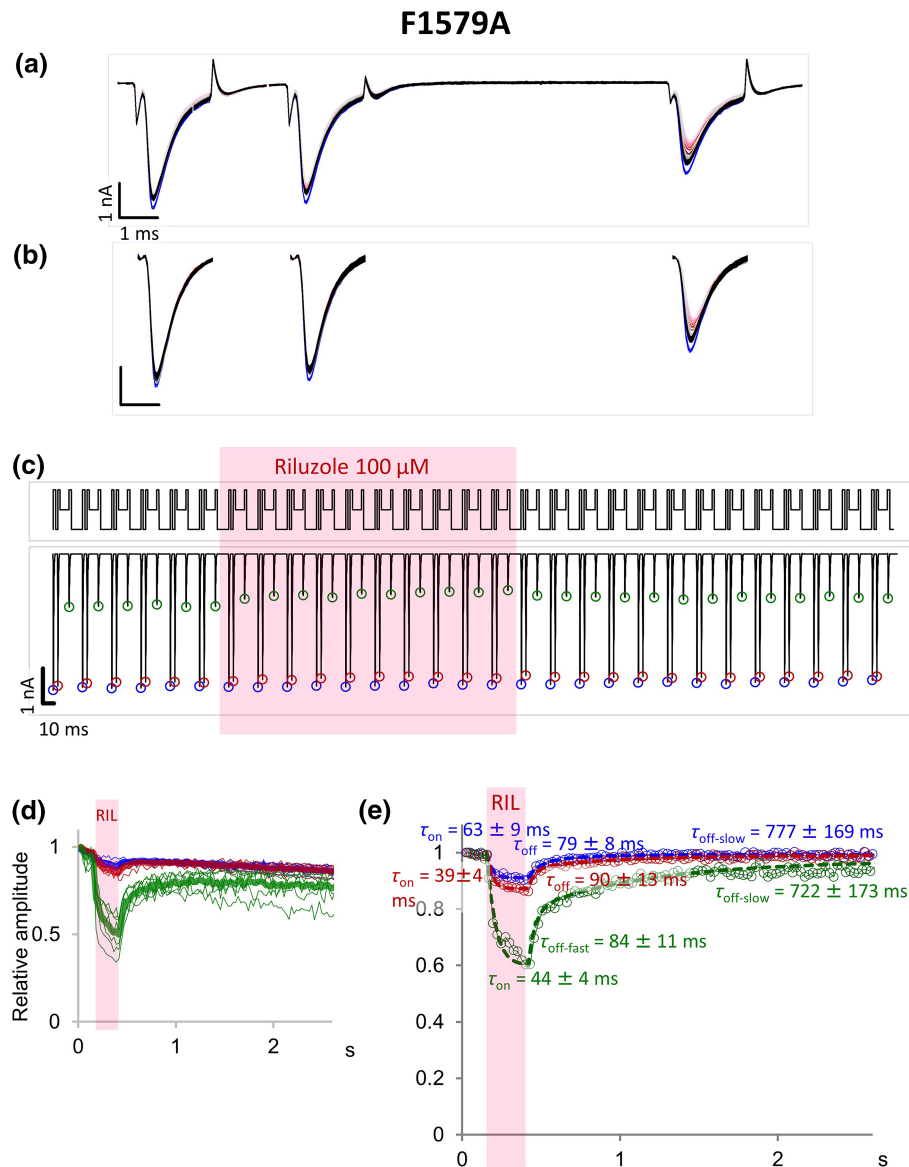 F1579A
(a)
1 nA
1 ms
(b)
(c)
Riluzole 100 µM
1 nA
10 ms
(d)
RIL
1
0.5
0
Relative amplitude
0 1 2 s
(e)
RIL
τon = 63 ± 9 ms
τoff = 79 ± 8 ms
τoff-slow = 777 ± 169 ms
τon = 39±4 ms
τoff = 90 ± 13 ms
τoff-slow = 722 ± 173 ms
τoff-fast = 84 ± 11 ms
τon = 44 ± 4 ms
1
0.8
0.6
0.4
0.2
0
0 1 2 s